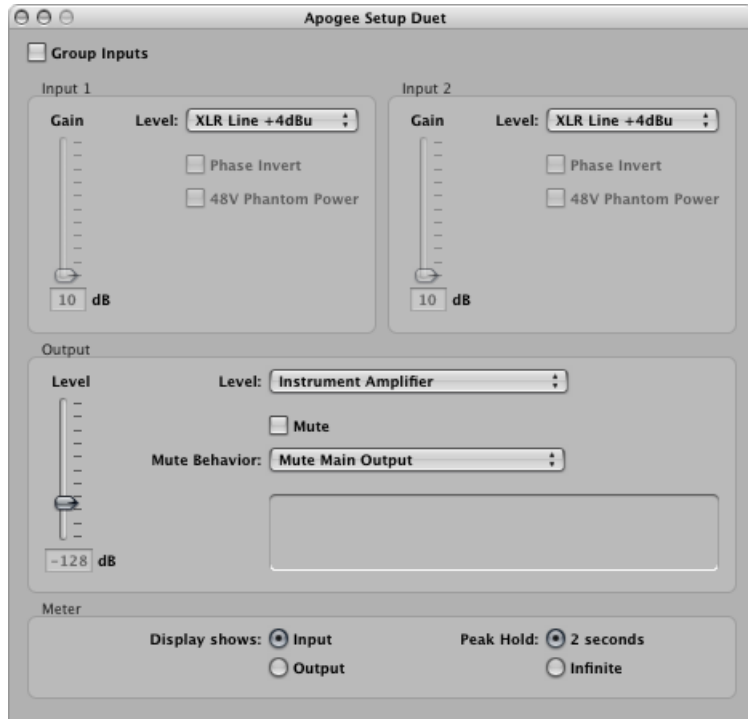 Apogee Setup Duet
Group Inputs
Input 1
Gain
Level: XLR Line +4dBu
Phase Invert
48V Phantom Power
10 dB
Input 2
Gain
Level: XLR Line +4dBu
Phase Invert
48V Phantom Power
10 dB
Output
Level
Level: Instrument Amplifier
Mute
Mute Behavior: Mute Main Output
-128 dB
Meter
Display shows: Input
Output
Peak Hold: 2 seconds
Infinite